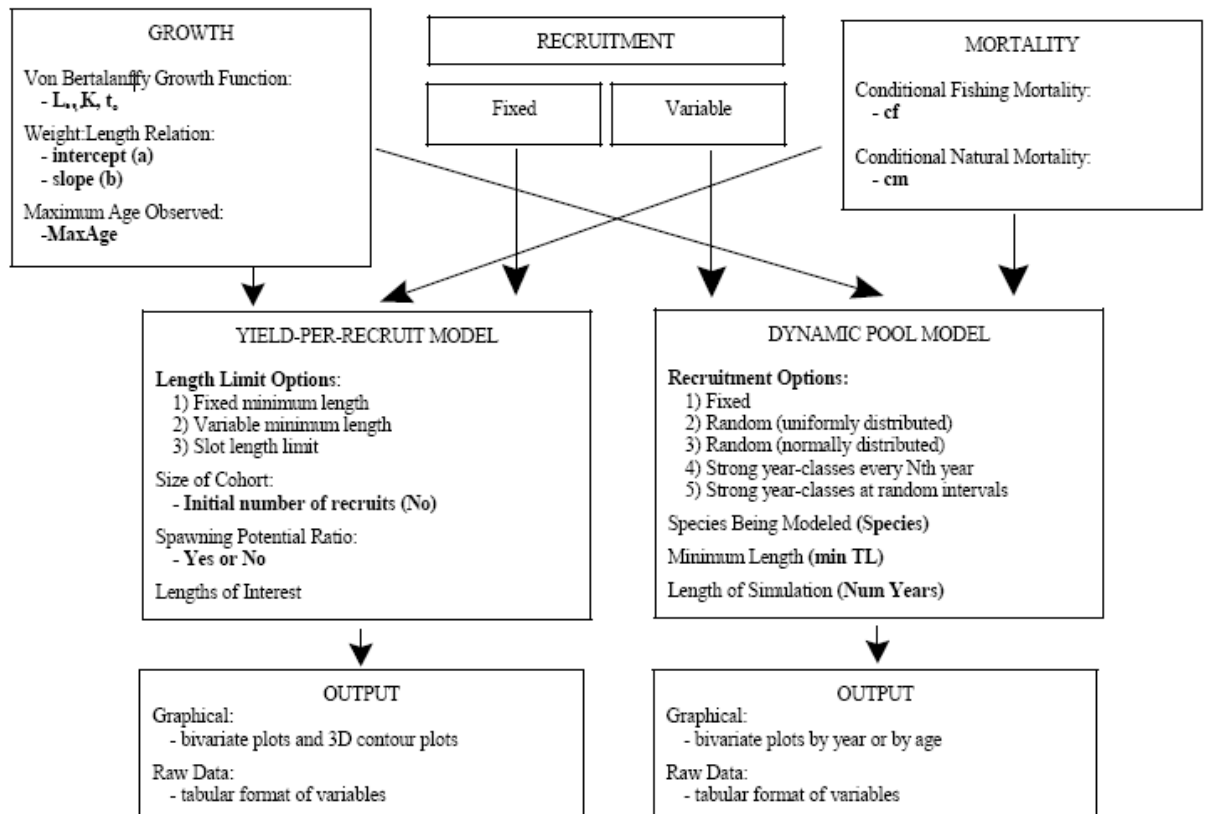 GROWTH
Von Bertalanffy Growth Function:
- L∞, K, t₀
Weight:Length Relation:
- intercept (a)
- slope (b)
Maximum Age Observed:
-MaxAge
RECRUITMENT
Fixed
Variable
MORTALITY
Conditional Fishing Mortality:
- cf
Conditional Natural Mortality:
- cm
YIELD-PER-RECRUIT MODEL
Length Limit Options:
1) Fixed minimum length
2) Variable minimum length
3) Slot length limit
Size of Cohort:
- Initial number of recruits (No)
Spawning Potential Ratio:
- Yes or No
Lengths of Interest
DYNAMIC POOL MODEL
Recruitment Options:
1) Fixed
2) Random (uniformly distributed)
3) Random (normally distributed)
4) Strong year-classes every Nth year
5) Strong year-classes at random intervals
Species Being Modeled (Species)
Minimum Length (min TL)
Length of Simulation (Num Years)
OUTPUT
Graphical:
- bivariate plots and 3D contour plots
Raw Data:
- tabular format of variables
OUTPUT
Graphical:
- bivariate plots by year or by age
Raw Data:
- tabular format of variables